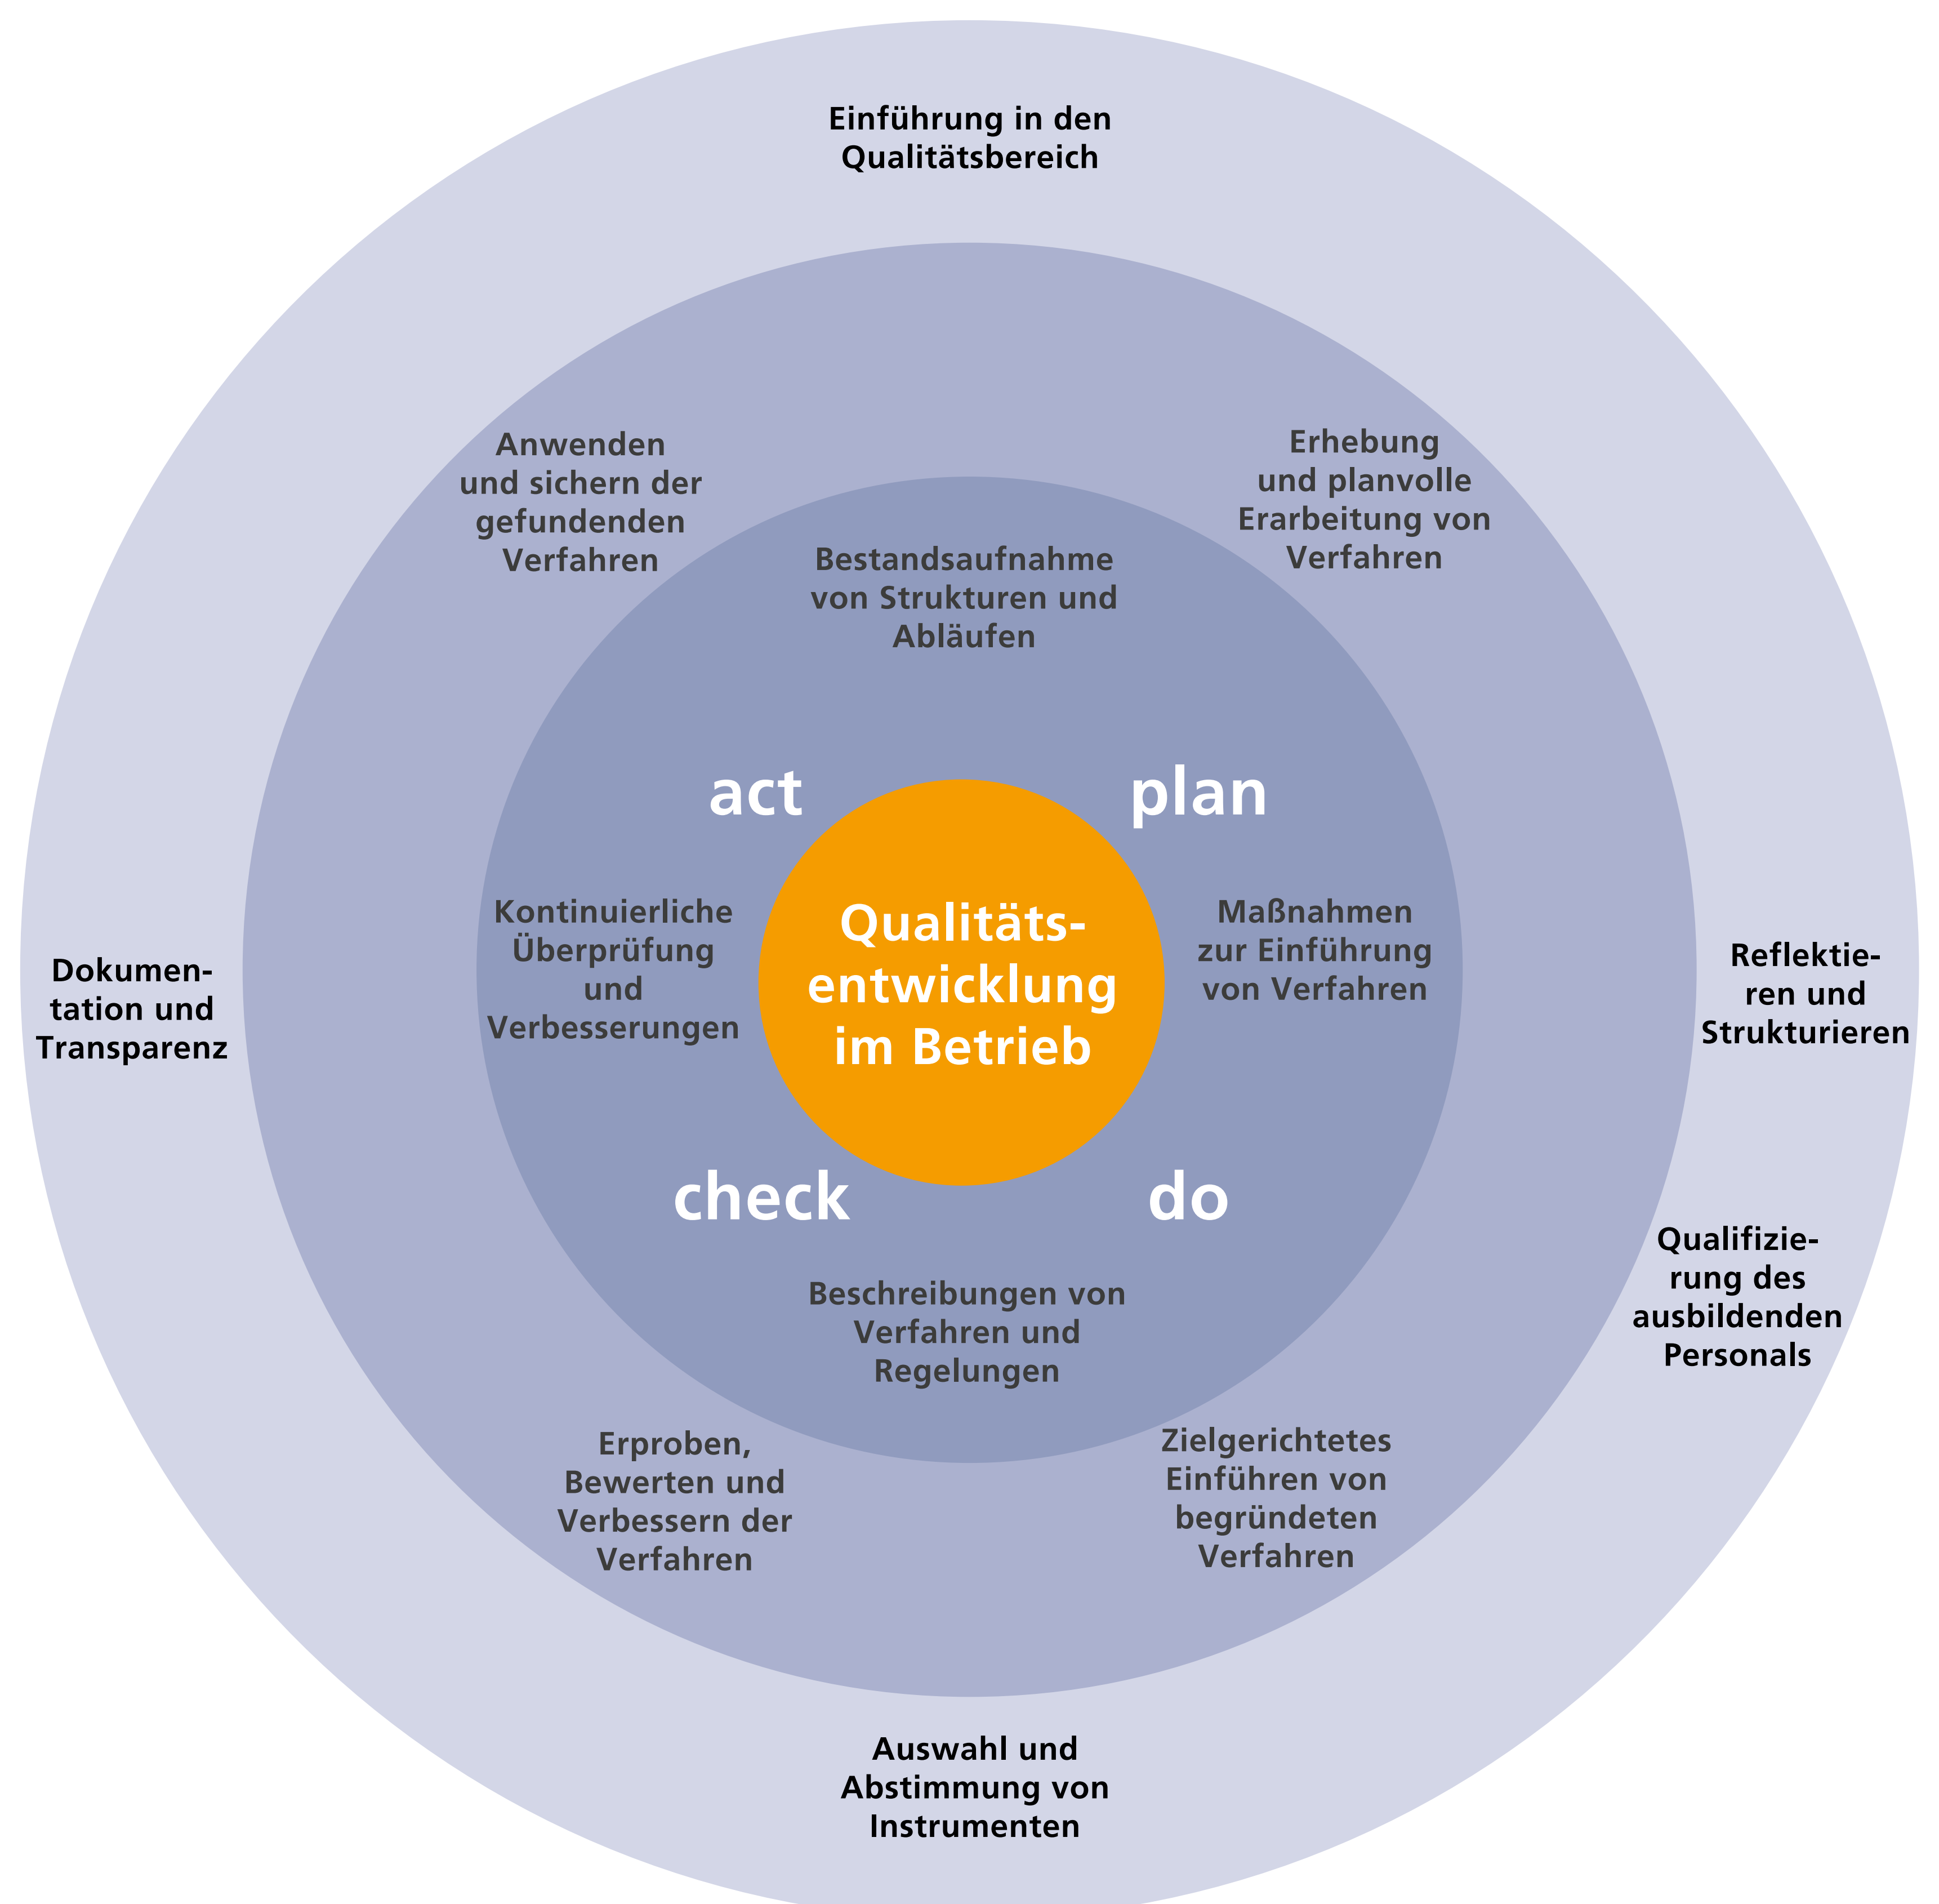 Einführung in den
Qualitätsbereich
Anwenden
und sichern der
gefundenden
Verfahren
Erhebung
und planvolle
Erarbeitung von
Verfahren
Bestandsaufnahme
von Strukturen und
Abläufen
act
plan
Kontinuierliche
Überprüfung
und
Verbesserungen
Qualitäts-
entwicklung
im Betrieb
Maßnahmen
zur Einführung
von Verfahren
Dokumen-
tation und
Transparenz
Reflektie-
ren und
Strukturieren
check
do
Qualifizie-
rung des
ausbildenden
Personals
Beschreibungen von
Verfahren und
Regelungen
Erproben,
Bewerten und
Verbessern der
Verfahren
Zielgerichtetes
Einführen von
begründeten
Verfahren
Auswahl und
Abstimmung von
Instrumenten